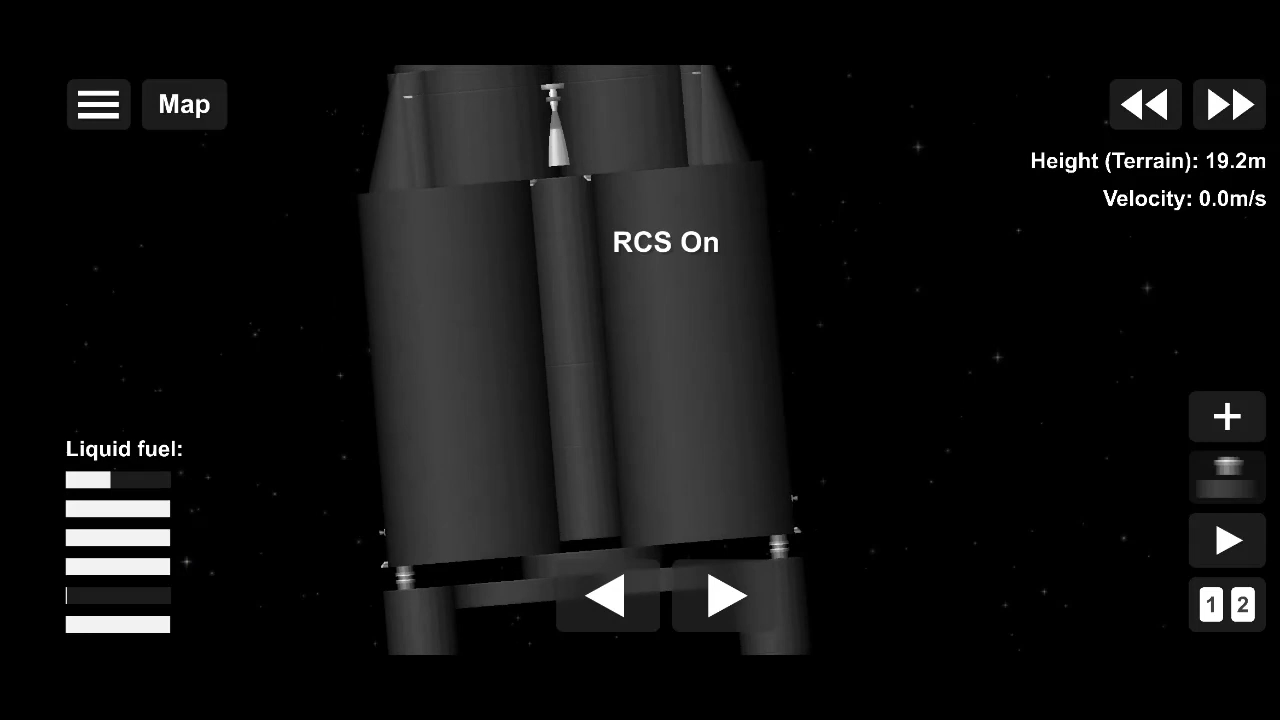 Map
Height (Terrain): 19.2m
Velocity: 0.0m/s
RCS On
Liquid fuel:
1 2